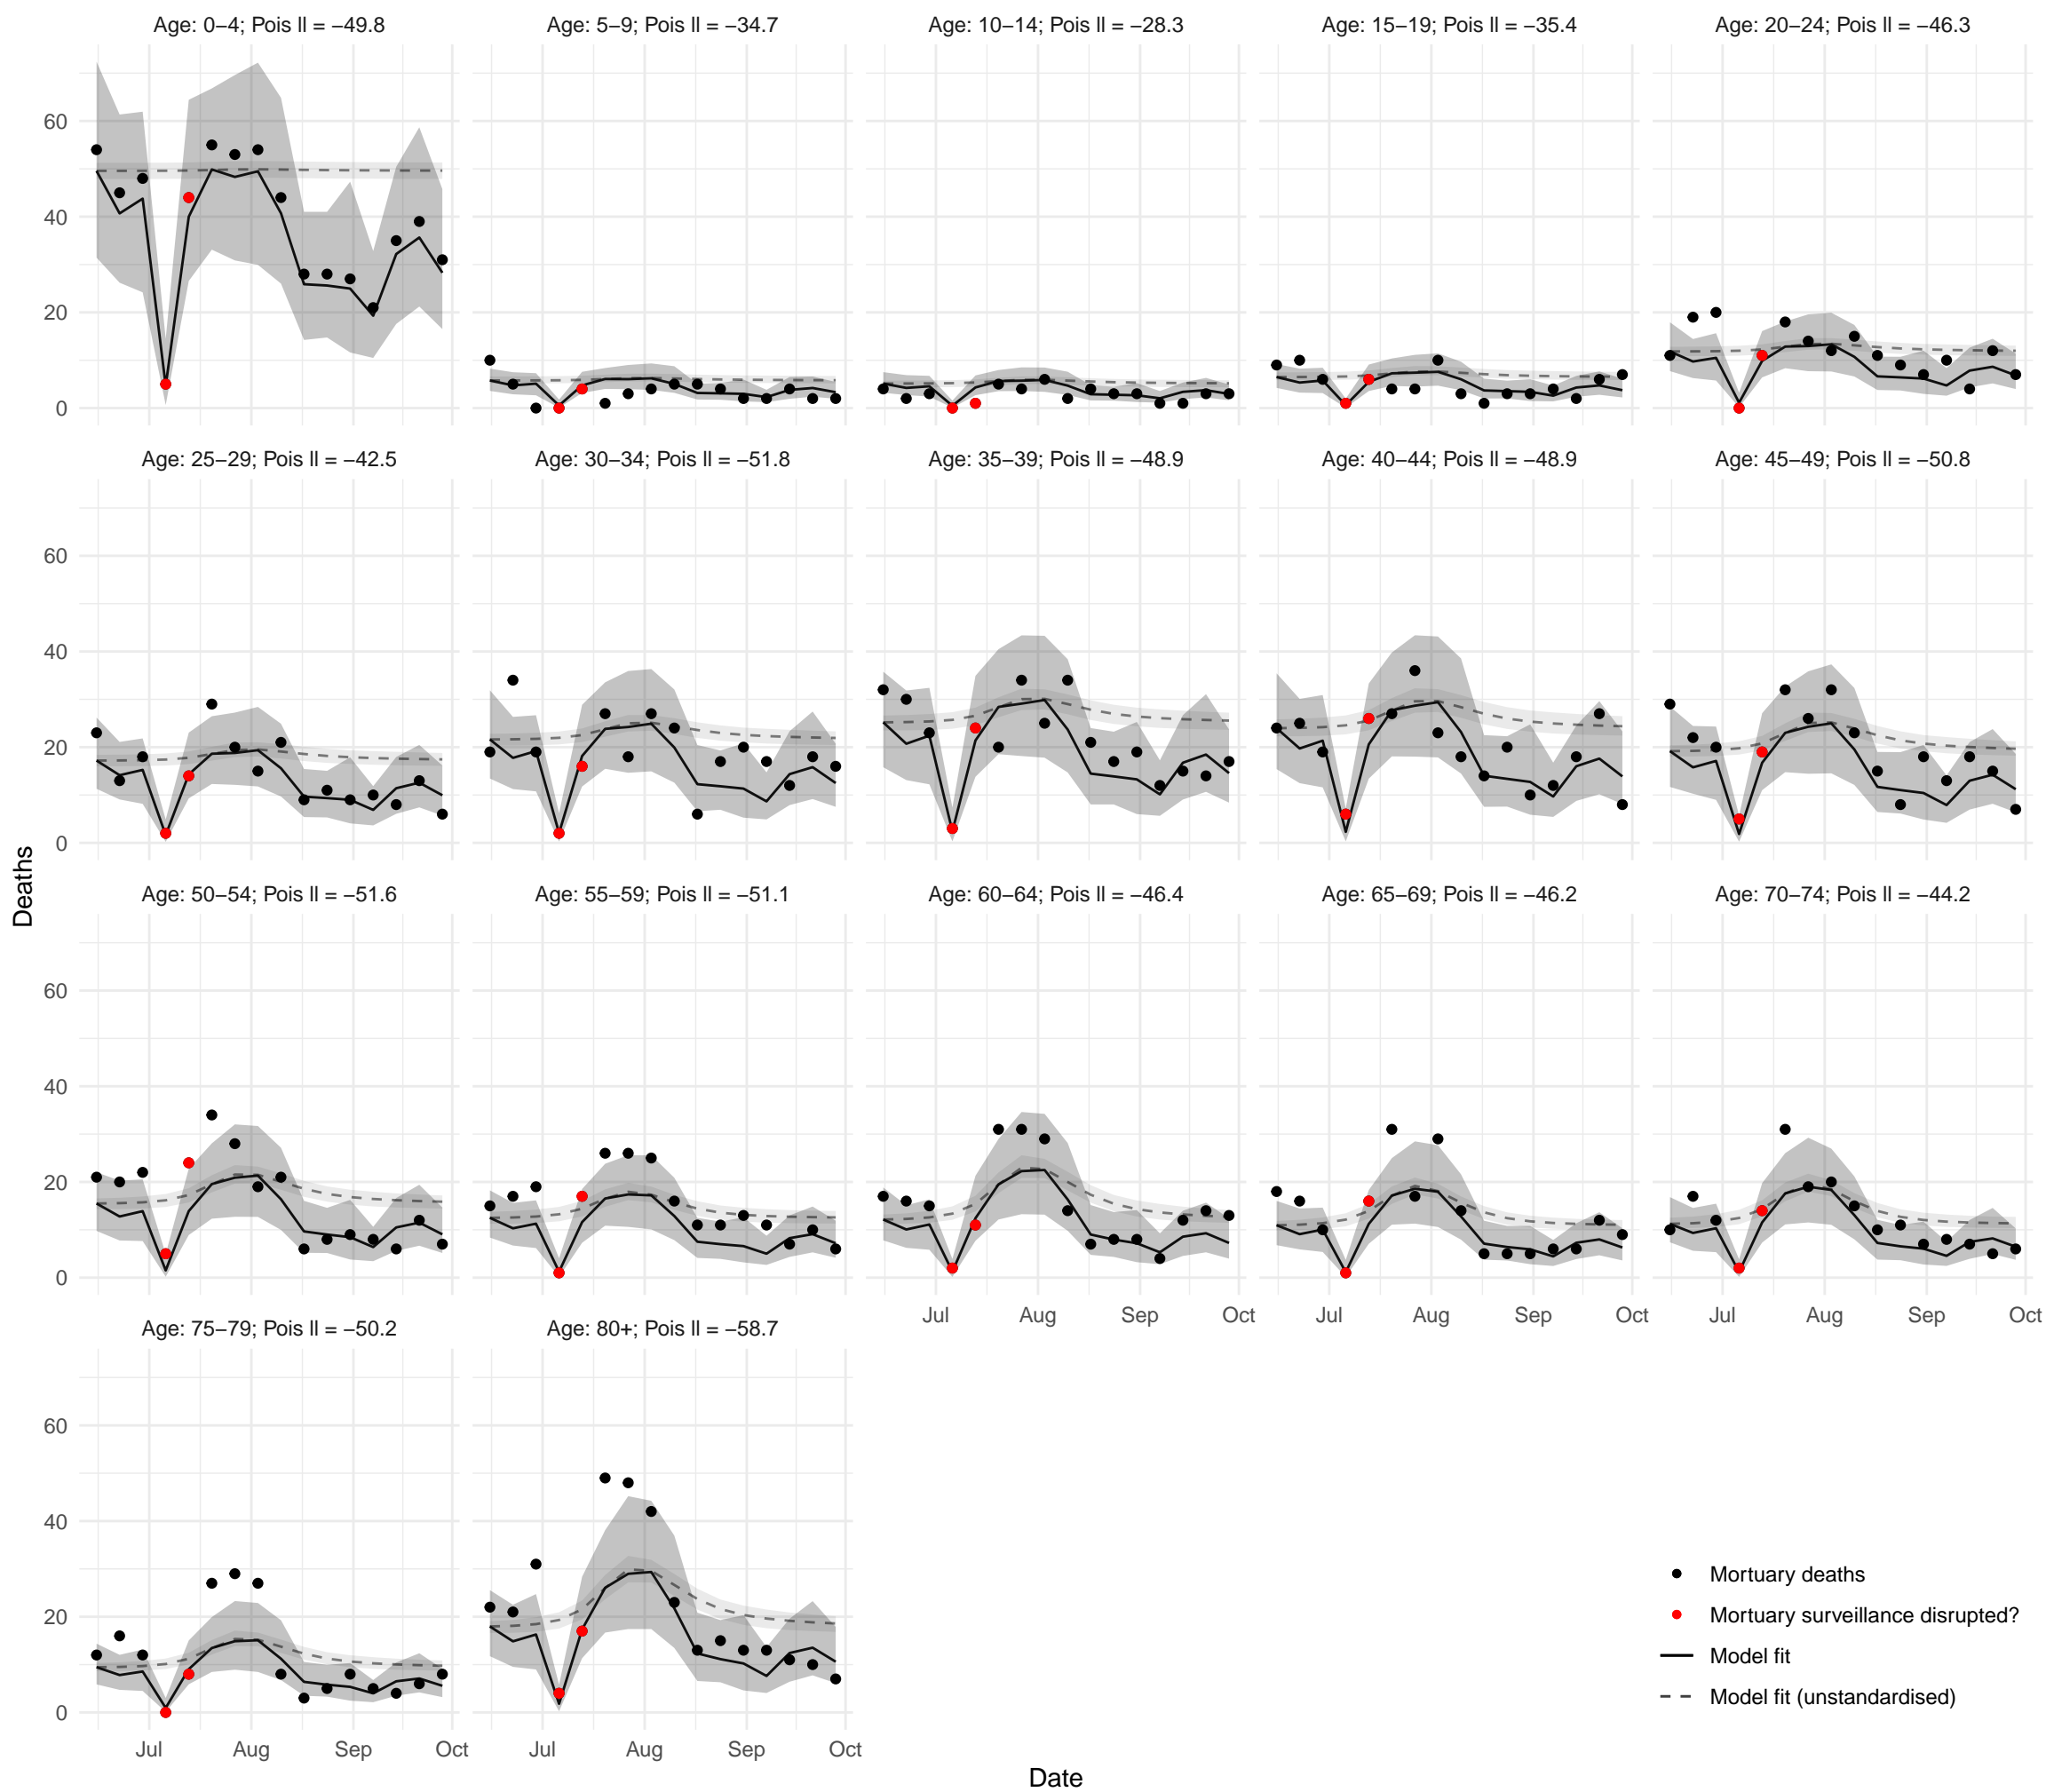 Age: 0−4; Pois ll = −49.8
Age: 5−9; Pois ll = −34.7
Age: 10−14; Pois ll = −28.3
Age: 15−19; Pois ll = −35.4
Age: 20−24; Pois ll = −46.3
60
40
20
0
Age: 25−29; Pois ll = −42.5
Age: 30−34; Pois ll = −51.8
Age: 35−39; Pois ll = −48.9
Age: 40−44; Pois ll = −48.9
Age: 45−49; Pois ll = −50.8
60
40
20
0
Deaths
Age: 50−54; Pois ll = −51.6
Age: 55−59; Pois ll = −51.1
Age: 60−64; Pois ll = −46.4
Age: 65−69; Pois ll = −46.2
Age: 70−74; Pois ll = −44.2
60
40
20
0
Jul Aug Sep Oct
Jul Aug Sep Oct
Jul Aug Sep Oct
Age: 75−79; Pois ll = −50.2
Age: 80+; Pois ll = −58.7
60
40
20
0
Jul Aug Sep Oct
Jul Aug Sep Oct
Mortuary deaths
Mortuary surveillance disrupted?
Model fit
Model fit (unstandardised)
Date